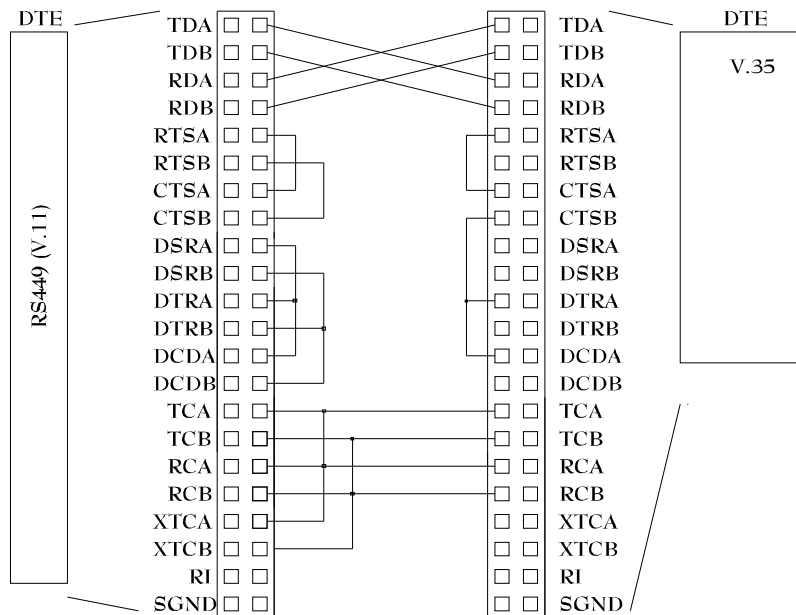 DTE TDA TDA DTE
TDB TDB
V.35
RDA RDA
RDB RDB
RTSA RTSA
RTSB RTSB
CTSA CTSA
CTSB CTSB
RS449 (V.11)
DSRA DSRA
DSRB DSRB
DTRA DTRA
DTRB DTRB
DCDA DCDA
DCDB DCDB
TCA TCA
TCB TCB
RCA RCA
RCB RCB
XTCA XTCA
XTCB XTCB
RI RI
SGND SGND